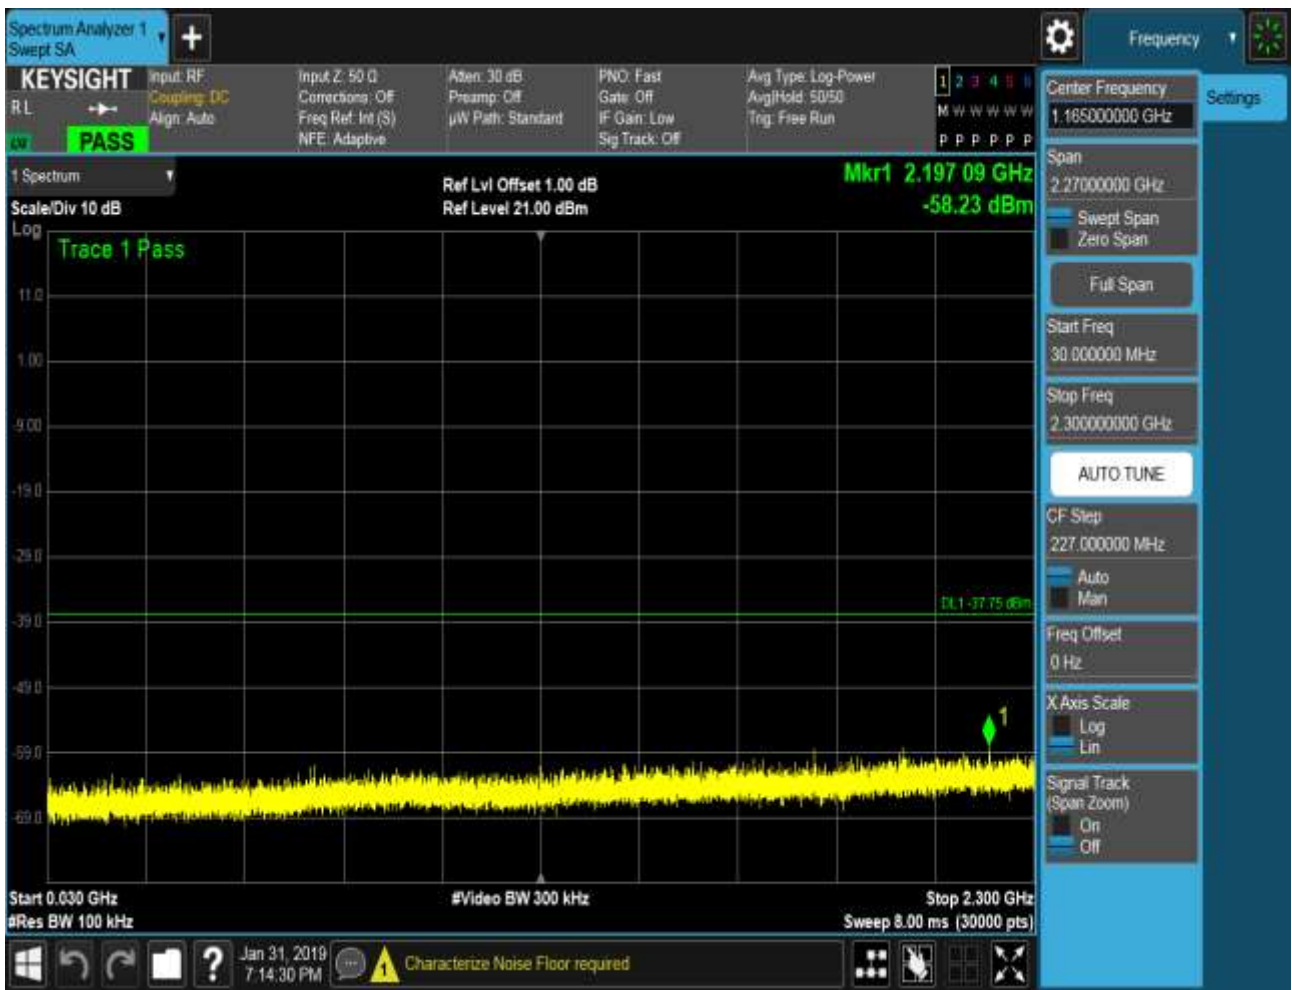 Spectrum Analyzer 1
Swept SA
Frequency
KEYSIGHT
R L
PASS
Input: RF
Coupling: DC
Align: Auto
Input Z: 50 Ω
Corrections: Off
Freq Ref: Int (S)
NFE: Adaptive
Atten: 30 dB
Preamp: Off
µW Path: Standard
PNO: Fast
Gate: Off
IF Gain: Low
Sig Track: Off
Avg Type: Log-Power
Avg|Hold: 50/50
Trig: Free Run
1 2 3 4 5 6
M W W W W W
P P P P P P
1 Spectrum
Scale/Div 10 dB
Log
Ref Lvl Offset 1.00 dB
Ref Level 21.00 dBm
Mkr1 2.197 09 GHz
-58.23 dBm
Trace 1 Pass
11.0
1.00
-9.00
-19.0
-29.0
DL1 -37.75 dBm
-39.0
-49.0
1
-59.0
-69.0
Start 0.030 GHz
#Res BW 100 kHz
#Video BW 300 kHz
Stop 2.300 GHz
Sweep 8.00 ms (30000 pts)
Center Frequency
1.165000000 GHz
Settings
Span
2.27000000 GHz
Swept Span
Zero Span
Full Span
Start Freq
30.000000 MHz
Stop Freq
2.300000000 GHz
AUTO TUNE
CF Step
227.000000 MHz
Auto
Man
Freq Offset
0 Hz
X Axis Scale
Log
Lin
Signal Track
(Span Zoom)
On
Off
?
Jan 31, 2019
7:14:30 PM
1
Characterize Noise Floor required